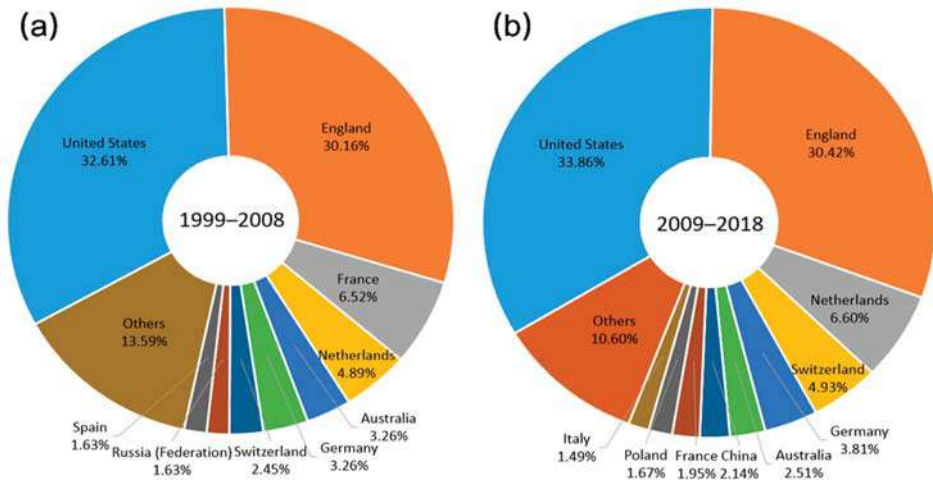 (a)
United States
32.61%
England
30.16%
1999–2008
France
6.52%
Others
13.59%
Netherlands
4.89%
Australia
3.26%
Spain
1.63%
Russia (Federation)
1.63%
Switzerland
2.45%
Germany
3.26%
(b)
United States
33.86%
England
30.42%
2009–2018
Netherlands
6.60%
Others
10.60%
Switzerland
4.93%
Germany
3.81%
Italy
1.49%
Poland
1.67%
France
1.95%
China
2.14%
Australia
2.51%